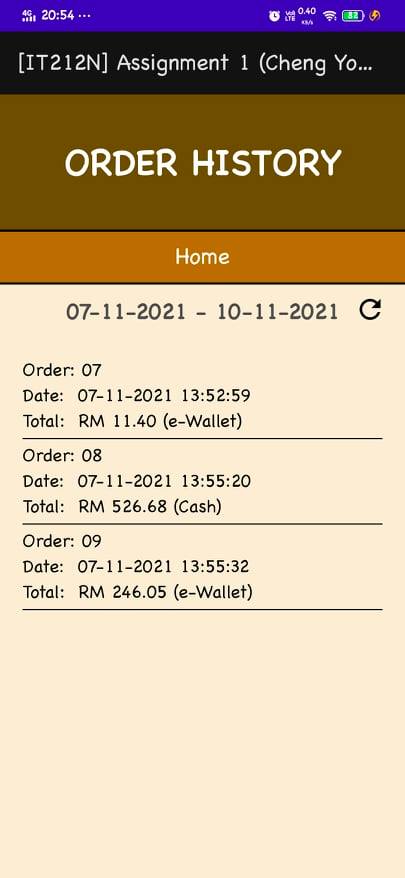 4G 20:54 ...
Vo) LTE 0.40 KB/S 82
[IT212N] Assignment 1 (Cheng Yo...
ORDER HISTORY
Home
07-11-2021 - 10-11-2021
Order: 07
Date: 07-11-2021 13:52:59
Total: RM 11.40 (e-Wallet)
Order: 08
Date: 07-11-2021 13:55:20
Total: RM 526.68 (Cash)
Order: 09
Date: 07-11-2021 13:55:32
Total: RM 246.05 (e-Wallet)